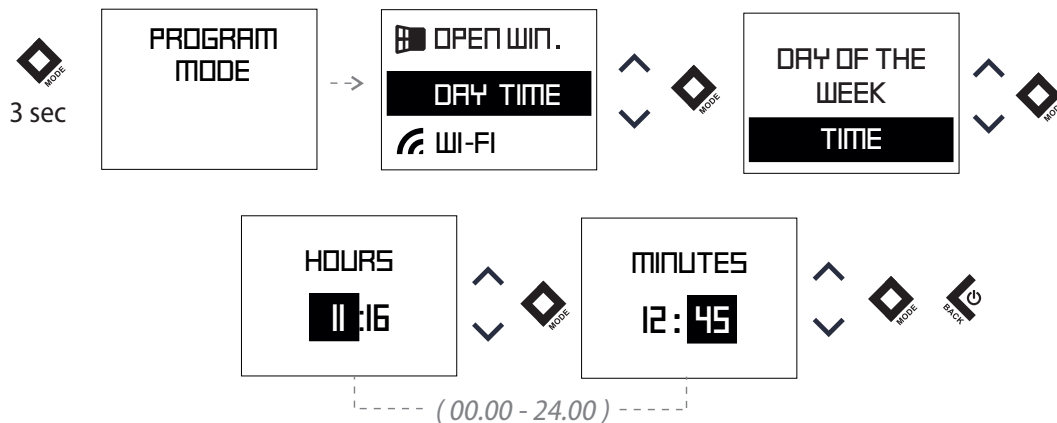 MODE
3 sec
PROGRAM
MODE
OPEN WIN.
DAY TIME
WI-FI
MODE
DAY OF THE
WEEK
TIME
MODE
HOURS
11:16
MODE
MINUTES
12:45
MODE
BACK
( 00.00 - 24.00 )